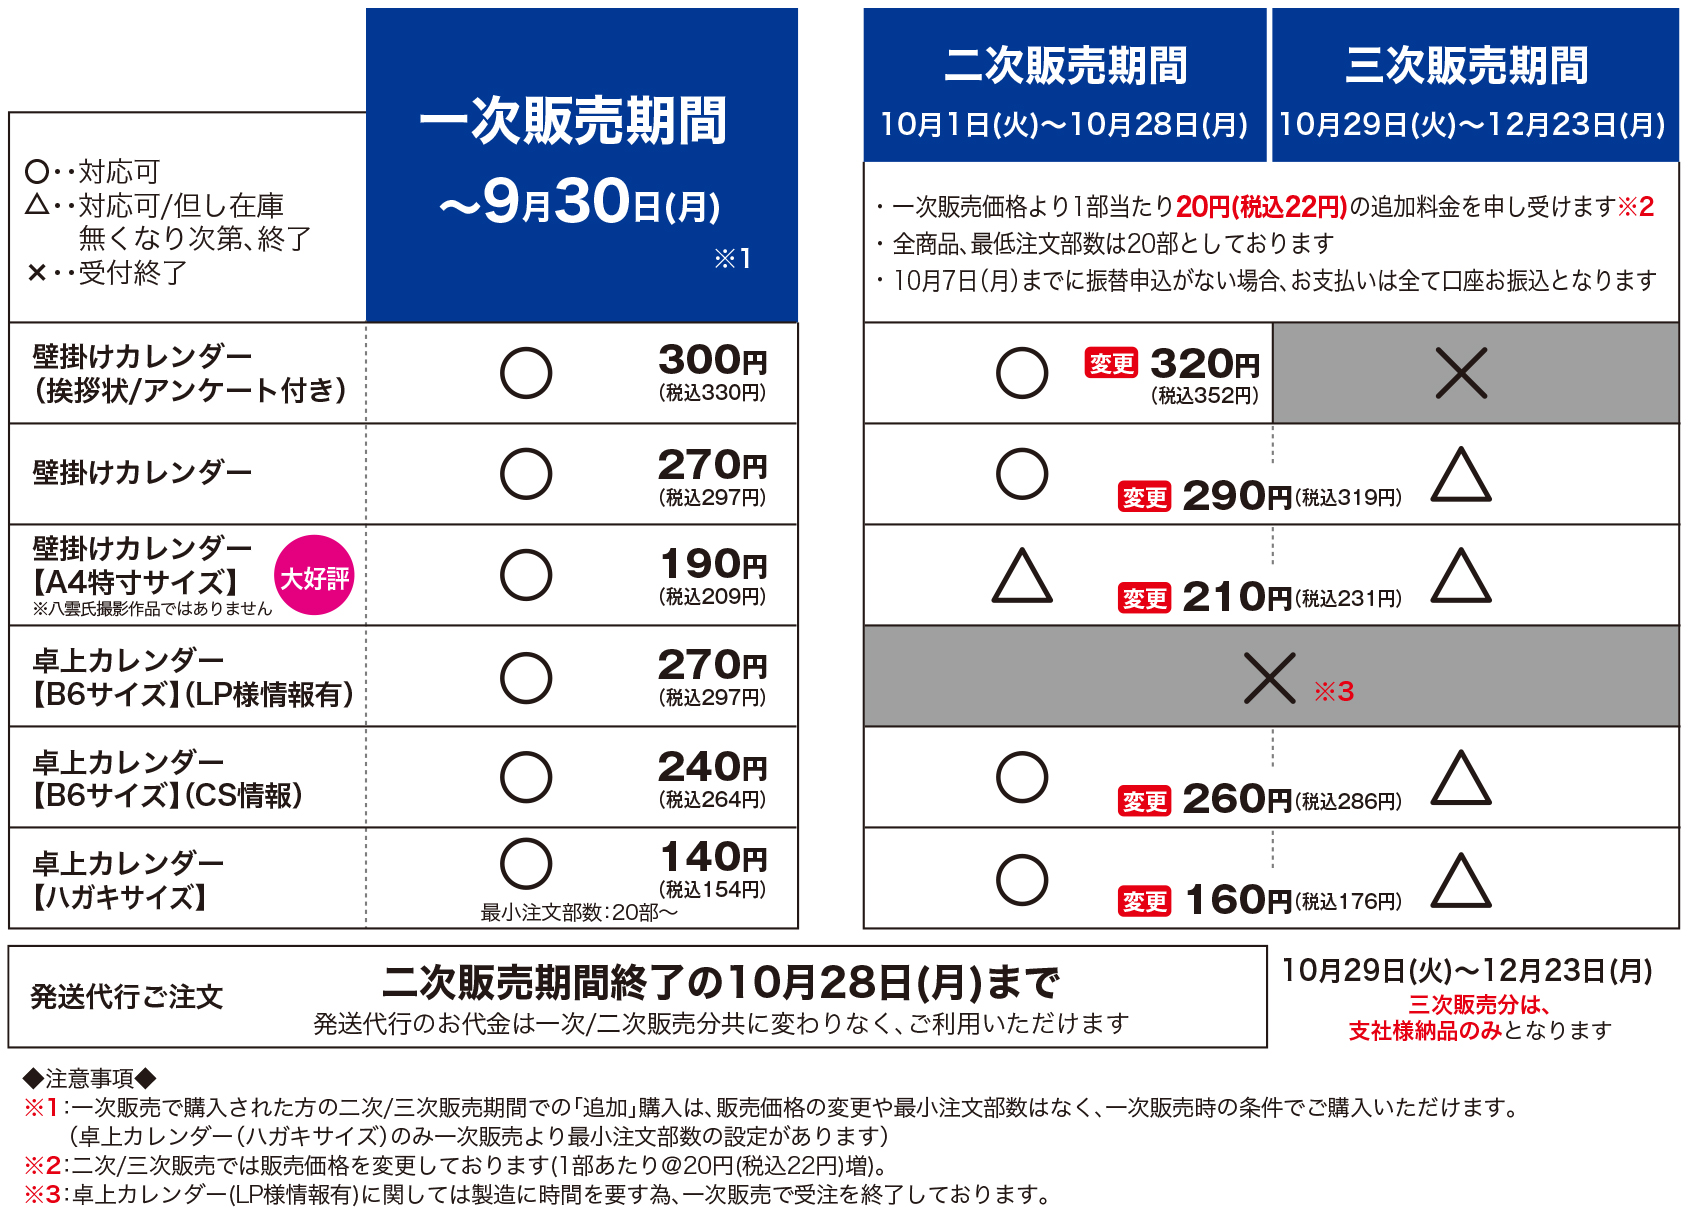 一次販売期間
～9月30日(月)
※1
二次販売期間
10月1日(火)～10月28日(月)
三次販売期間
10月29日(火)～12月23日(月)
○‥対応可
△‥対応可/但し在庫
無くなり次第、終了
×‥受付終了
・一次販売価格より1部当たり20円(税込22円)の追加料金を申し受けます※2
・全商品、最低注文部数は20部としております
・10月7日(月)までに振替申込がない場合、お支払いは全て口座お振込となります
壁掛けカレンダー
(挨拶状/アンケート付き)
○ 300円
(税込330円)
○ 変更 320円
(税込352円)
×
壁掛けカレンダー
○ 270円
(税込297円)
○ 変更 290円(税込319円) △
壁掛けカレンダー
【A4特寸サイズ】
※八雲氏撮影作品ではありません
大好評
○ 190円
(税込209円)
△ 変更 210円(税込231円) △
卓上カレンダー
【B6サイズ】(LP様情報有)
○ 270円
(税込297円)
× ※3
卓上カレンダー
【B6サイズ】(CS情報)
○ 240円
(税込264円)
○ 変更 260円(税込286円) △
卓上カレンダー
【ハガキサイズ】
○ 140円
(税込154円)
最小注文部数：20部～
○ 変更 160円(税込176円) △
発送代行ご注文
二次販売期間終了の10月28日(月)まで
発送代行のお代金は一次/二次販売分共に変わりなく、ご利用いただけます
10月29日(火)～12月23日(月)
三次販売分は、
支社様納品のみとなります
◆注意事項◆
※1：一次販売で購入された方の二次/三次販売期間での「追加」購入は、販売価格の変更や最小注文部数はなく、一次販売時の条件でご購入いただけます。
(卓上カレンダー(ハガキサイズ)のみ一次販売より最小注文部数の設定があります)
※2：二次/三次販売では販売価格を変更しております(1部あたり@20円(税込22円)増)。
※3：卓上カレンダー(LP様情報有)に関しては製造に時間を要す為、一次販売で受注を終了しております。